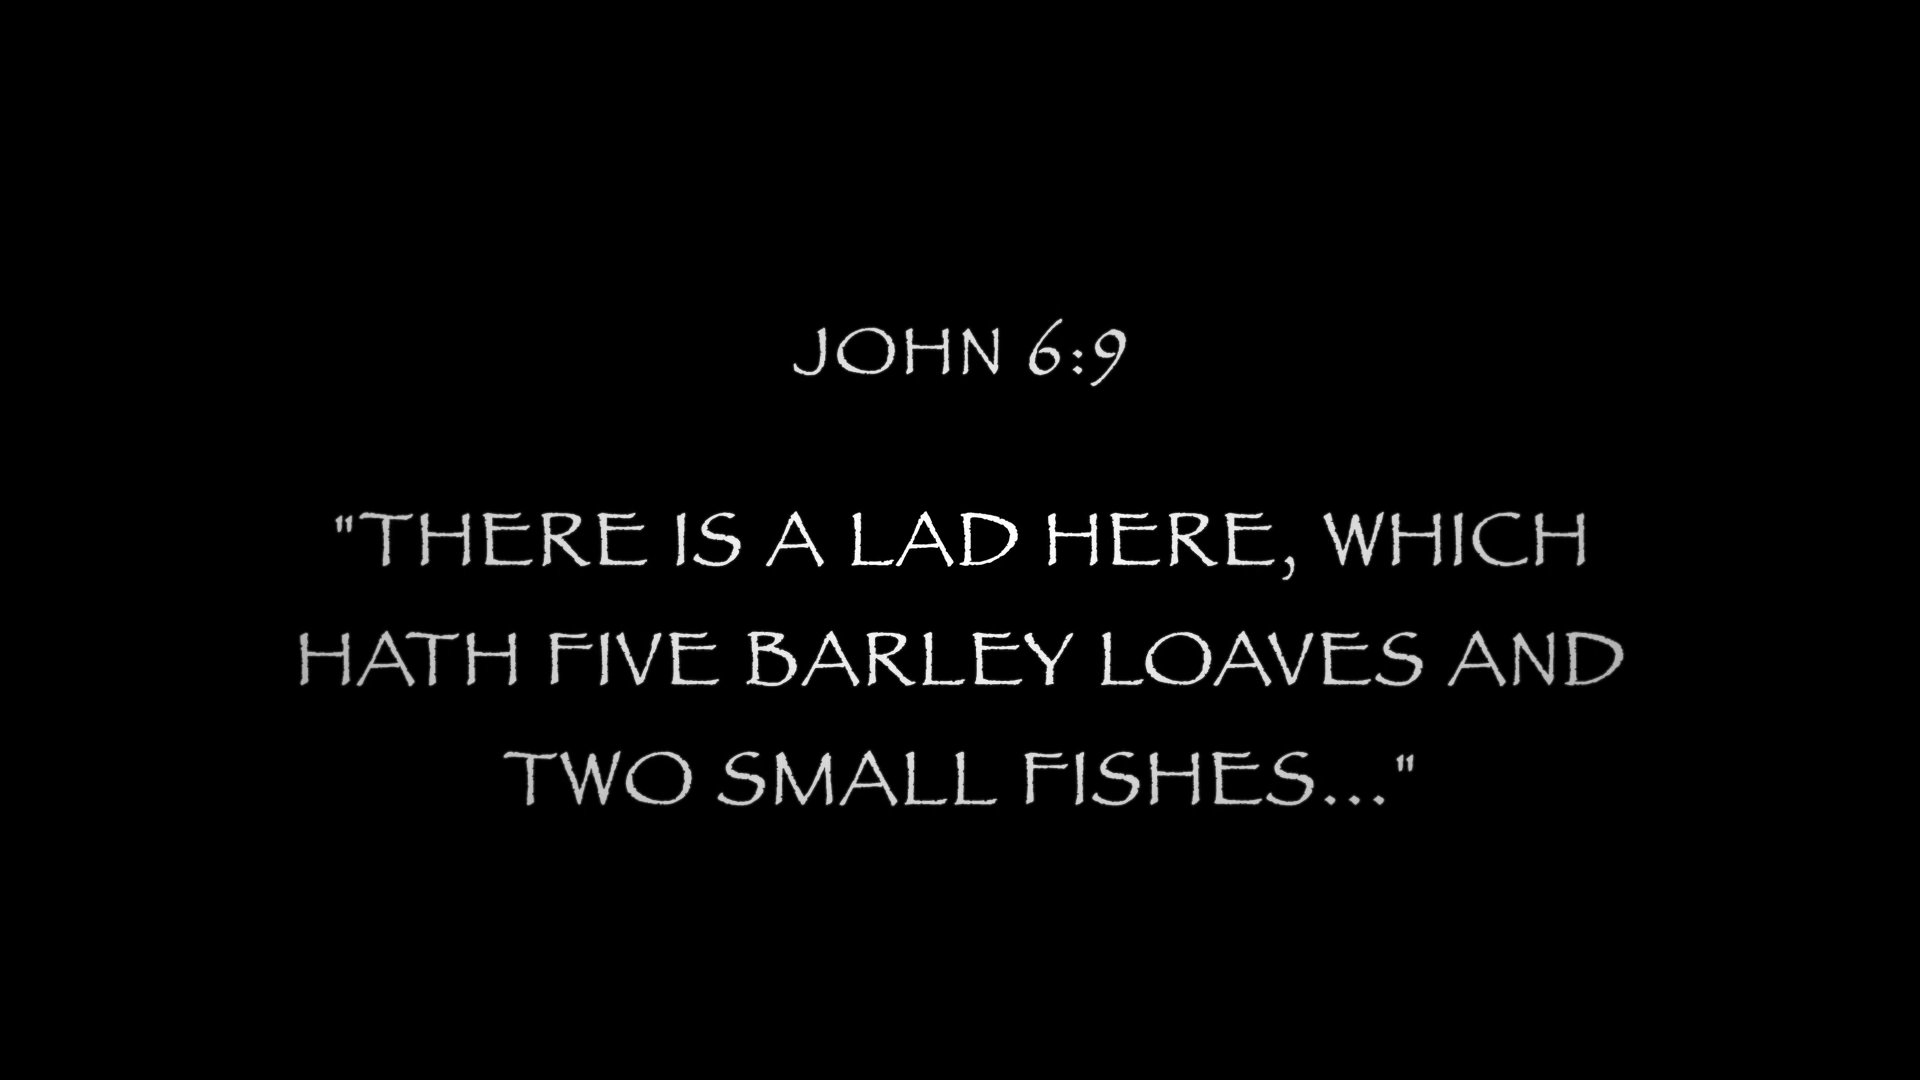 JOHN 6:9
"THERE IS A LAD HERE, WHICH
HATH FIVE BARLEY LOAVES AND
TWO SMALL FISHES..."